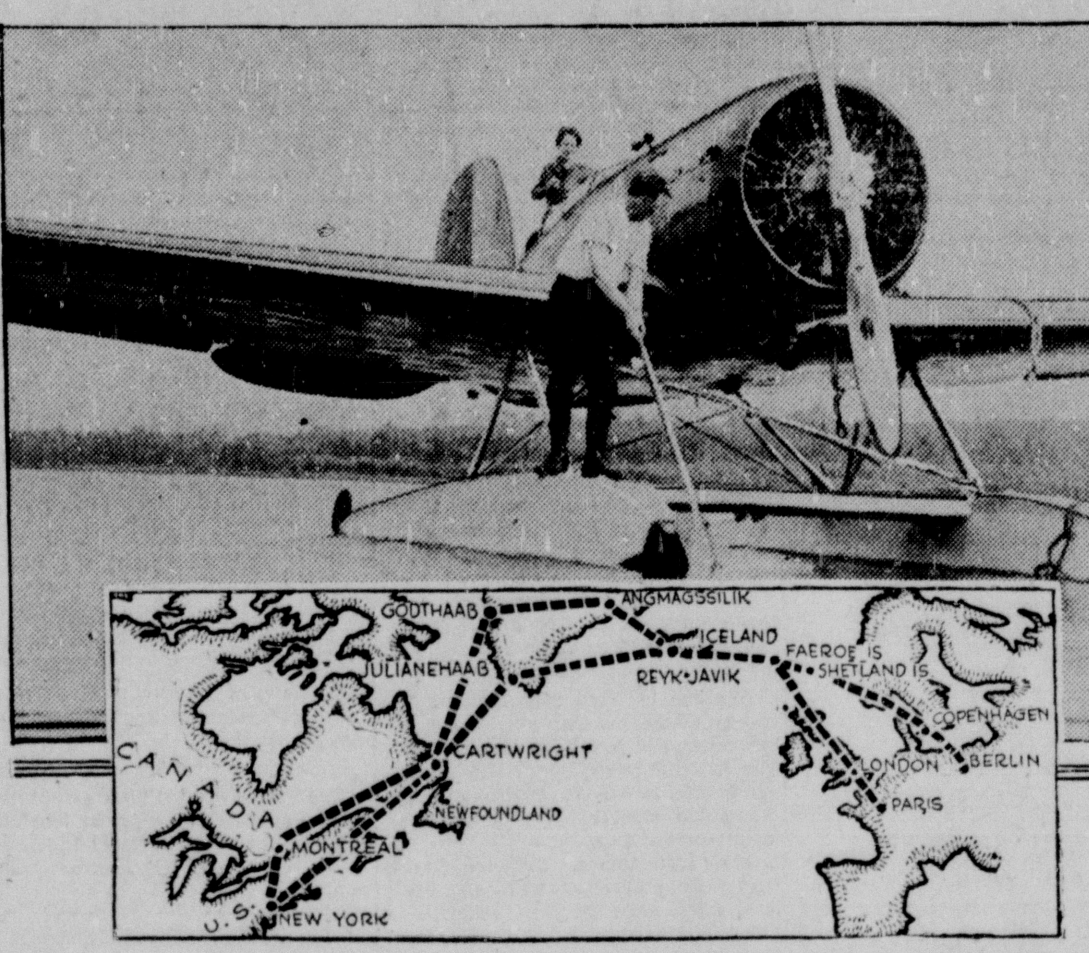 GODTHAAB
ANGMAGSSILIK
ICELAND
JULIANEHAAB
REYKJAVIK
FAEROE IS
SHETLAND IS
COPENHAGEN
CARTWRIGHT
LONDON
BERLIN
CANADA
NEWFOUNDLAND
PARIS
MONTREAL
U.S.
NEW YORK